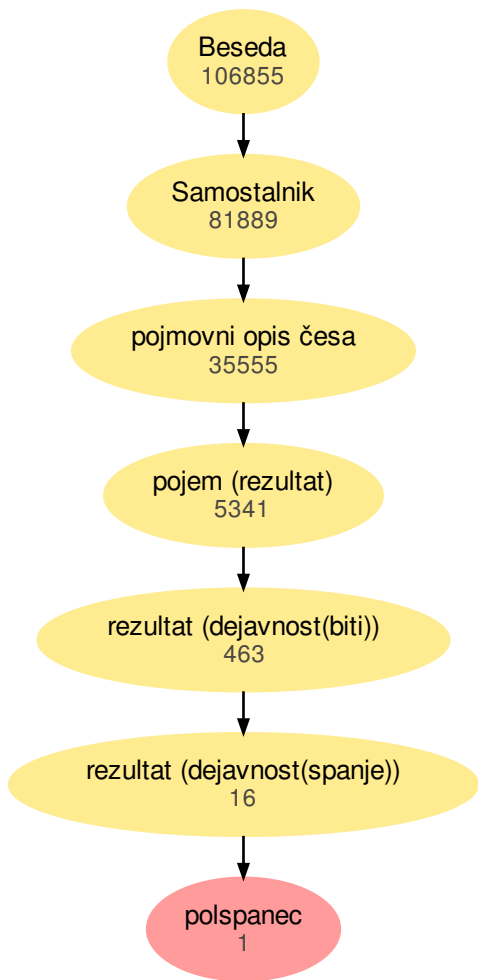 Beseda
106855
Samostalnik
81889
pojmovni opis česa
35555
pojem (rezultat)
5341
rezultat (dejavnost(biti))
463
rezultat (dejavnost(spanje))
16
polspanec
1